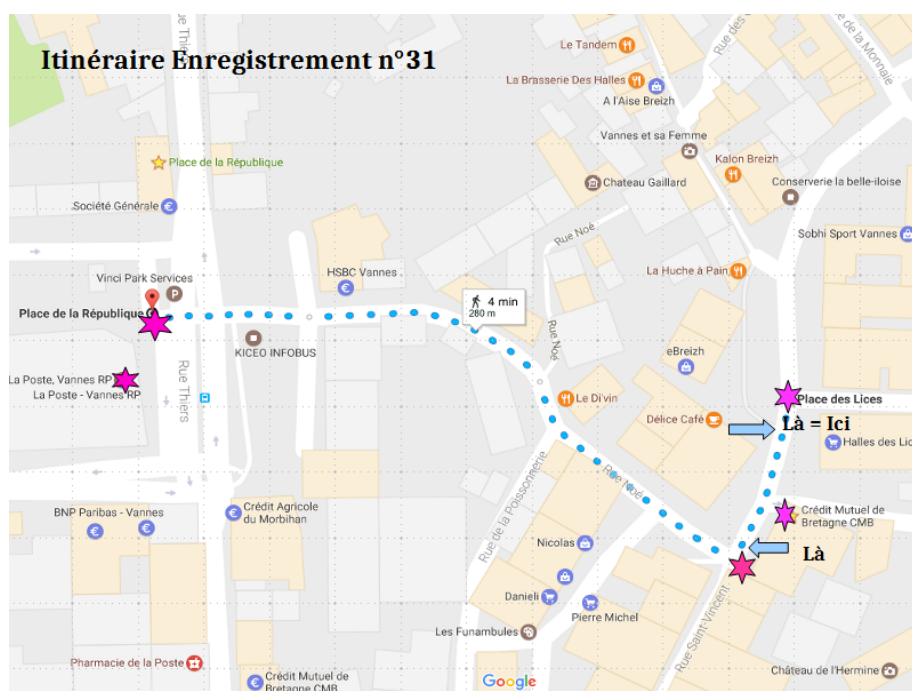 Itinéraire Enregistrement n°31
Rue Thiers
Rue des
Rue de la Monnaie
Le Tandem
La Brasserie Des Halles
A l'Aise Breizh
Vannes et sa Femme
Place de la République
Kalon Breizh
Chateau Gaillard
Conserverie la belle-iloise
Société Générale
Rue Noé
Sobhi Sport Vannes
HSBC Vannes
La Huche à Pain
Vinci Park Services
P
4 min
280 m
Place de la République
KICEO INFOBUS
Rue Noé
eBreizh
Rue Thiers
La Poste, Vannes RP
La Poste - Vannes RP
Le Di'vin
Place des Lices
Délice Café
Là = Ici
Halles des Lic
Rue de la Poissonnerie
Rue Noé
BNP Paribas - Vannes
Crédit Agricole
du Morbihan
Crédit Mutuel de
Bretagne CMB
Nicolas
Là
Danieli
Pierre Michel
Rue Saint-Vincent
Les Funambules
Pharmacie de la Poste
Château de l'Hermine
Crédit Mutuel de
Bretagne CMB
Google